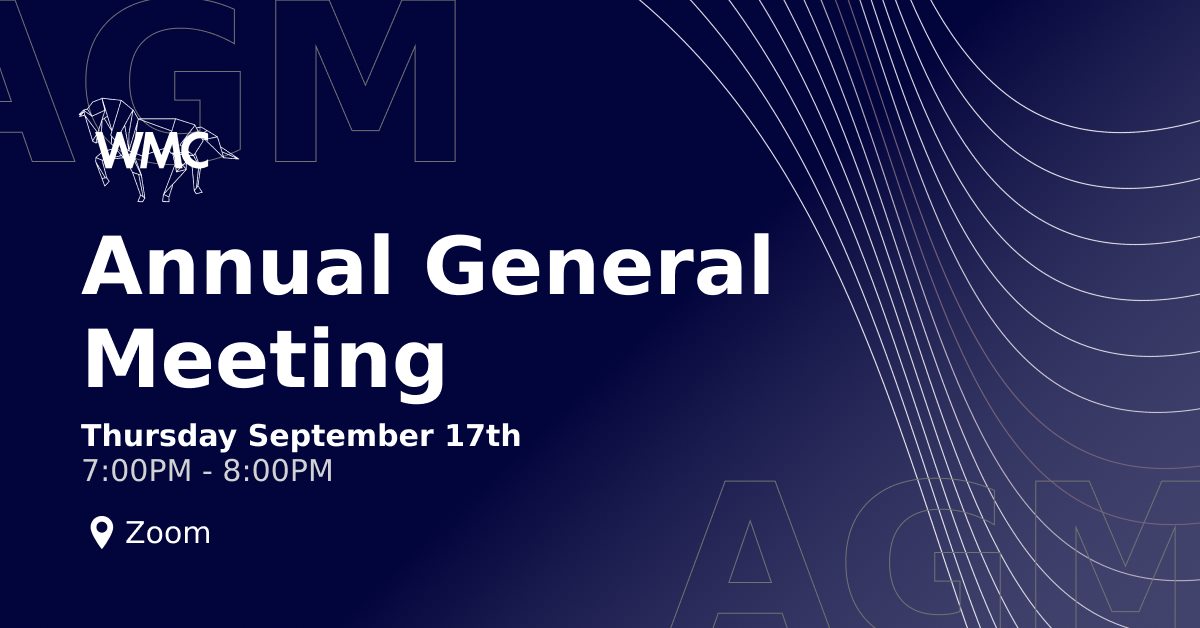 AGM
WMC
Annual General
Meeting
Thursday September 17th
7:00PM - 8:00PM
Zoom
AGM